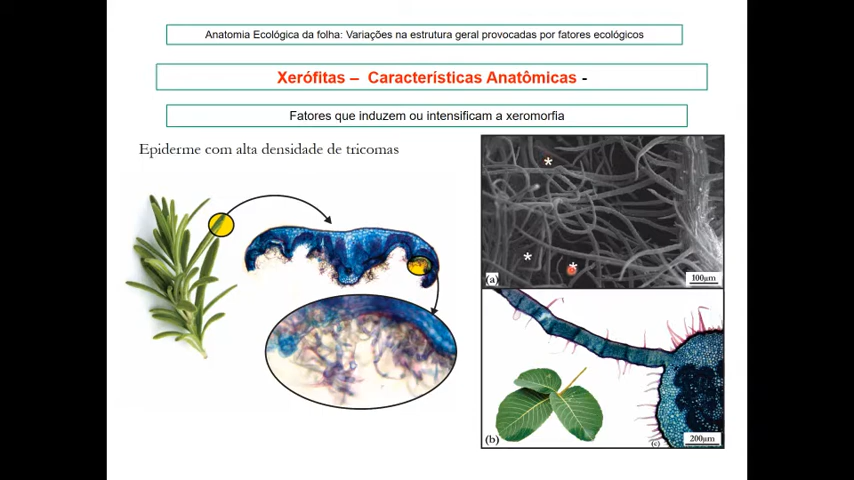 Anatomia Ecológica da folha: Variações na estrutura geral provocadas por fatores ecológicos
Xerófitas – Características Anatômicas -
Fatores que induzem ou intensificam a xeromorfia
Epiderme com alta densidade de tricomas
*
*
*
(a)
100µm
(b)
(c)
200µm